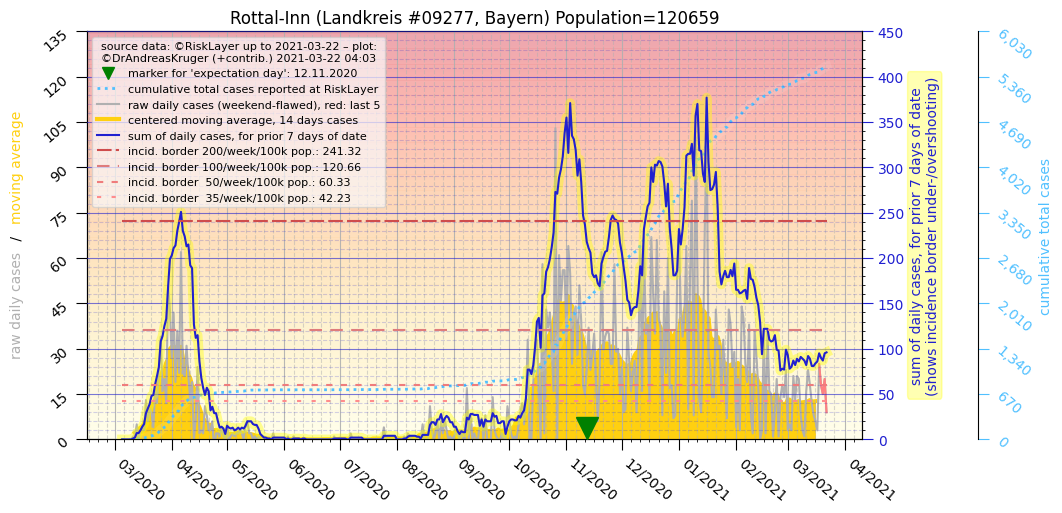 Rottal-Inn (Landkreis #09277, Bayern) Population=120659
source data: ©RiskLayer up to 2021-03-22 – plot:
©DrAndreasKruger (+contrib.) 2021-03-22 04:03
marker for 'expectation day': 12.11.2020
cumulative total cases reported at RiskLayer
raw daily cases (weekend-flawed), red: last 5
centered moving average, 14 days cases
sum of daily cases, for prior 7 days of date
incid. border 200/week/100k pop.: 241.32
incid. border 100/week/100k pop.: 120.66
incid. border  50/week/100k pop.: 60.33
incid. border  35/week/100k pop.: 42.23
raw daily cases  /  moving average
135
120
105
90
75
60
45
30
15
0
03/2020
04/2020
05/2020
06/2020
07/2020
08/2020
09/2020
10/2020
11/2020
12/2020
01/2021
02/2021
03/2021
04/2021
450
400
350
300
250
200
150
100
50
0
sum of daily cases, for prior 7 days of date
(shows incidence border under-/overshooting)
6,030
5,360
4,690
4,020
3,350
2,680
2,010
1,340
670
0
cumulative total cases